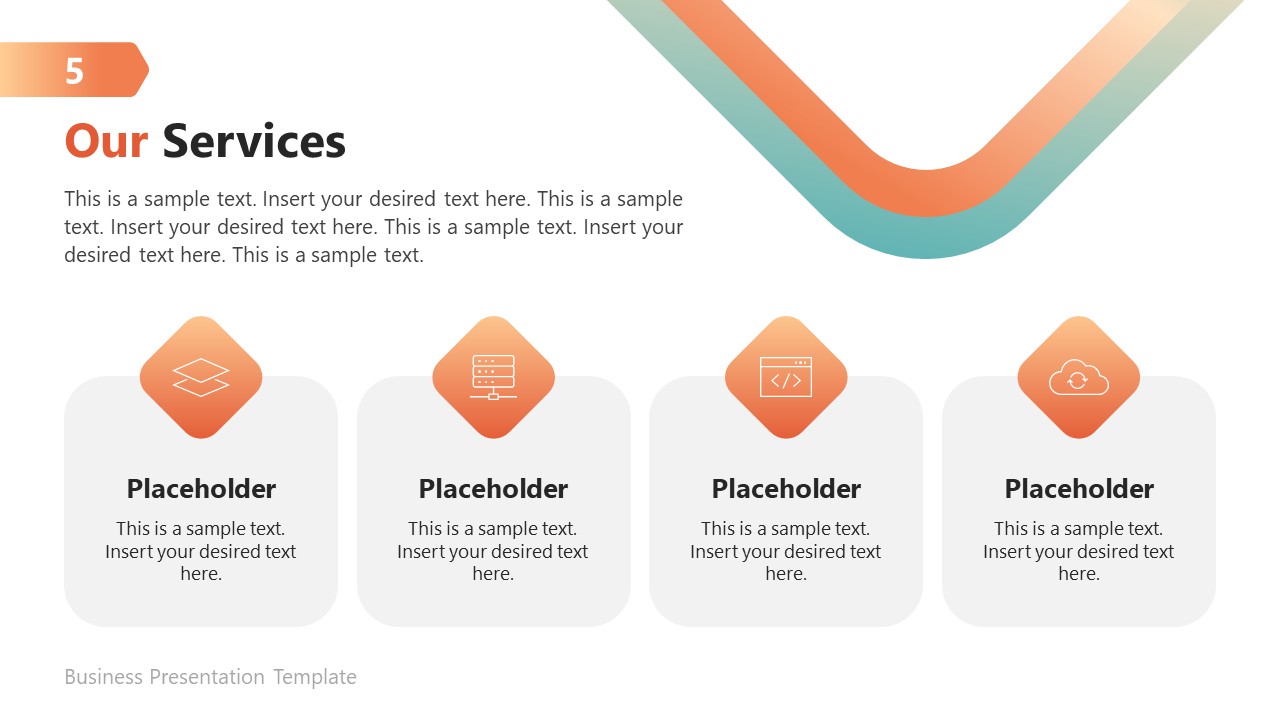 5
Our Services
This is a sample text. Insert your desired text here. This is a sample
text. Insert your desired text here. This is a sample text. Insert your
desired text here. This is a sample text.
Placeholder
This is a sample text.
Insert your desired text
here.
Placeholder
This is a sample text.
Insert your desired text
here.
Placeholder
This is a sample text.
Insert your desired text
here.
Placeholder
This is a sample text.
Insert your desired text
here.
Business Presentation Template